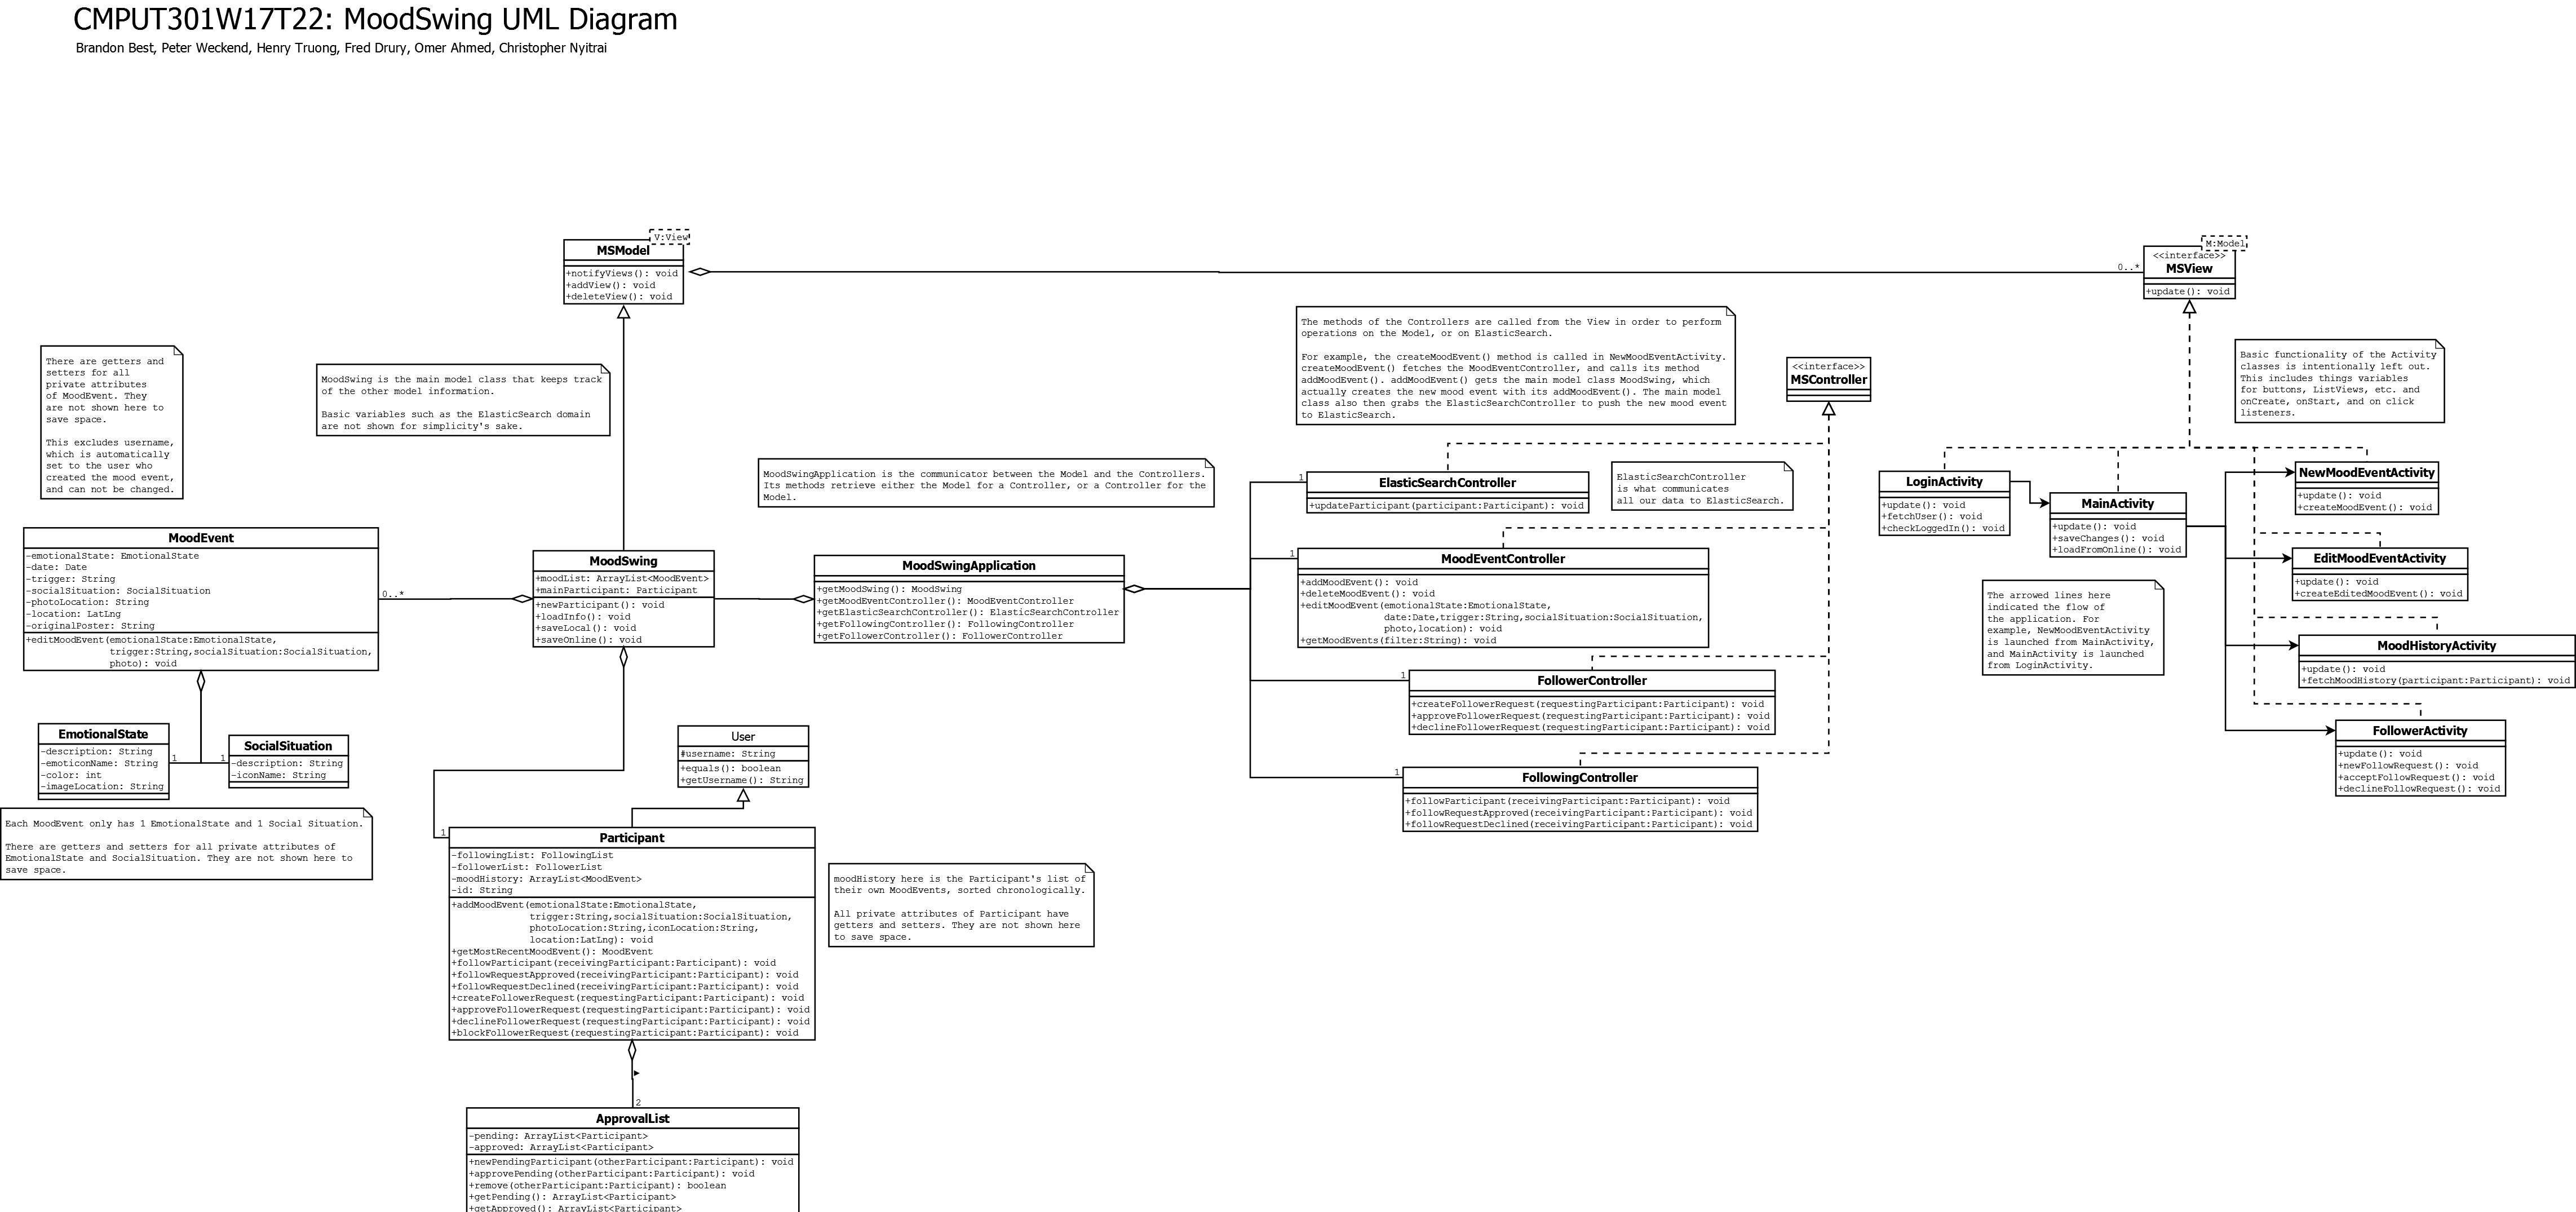 CMPUT301W17T22: MoodSwing UML Diagram
Brandon Best, Peter Weckend, Henry Truong, Fred Drury, Omer Ahmed, Christopher Nyitrai
V:View
MSModel
+notifyViews(): void
+addView(): void
+deleteView(): void
0..*
M:Model
<<interface>>
MSView
+update(): void
There are getters and
setters for all
private attributes
of MoodEvent. They
are not shown here to
save space.
This excludes username,
which is automatically
set to the user who
created the mood event,
and can not be changed.
MoodSwing is the main model class that keeps track
of the other model information.
Basic variables such as the ElasticSearch domain
are not shown for simplicity's sake.
The methods of the Controllers are called from the View in order to perform
operations on the Model, or on ElasticSearch.
For example, the createMoodEvent() method is called in NewMoodEventActivity.
createMoodEvent() fetches the MoodEventController, and calls its method
addMoodEvent(). addMoodEvent() gets the main model class MoodSwing, which
actually creates the new mood event with its addMoodEvent(). The main model
class also then grabs the ElasticSearchController to push the new mood event
to ElasticSearch.
<<interface>>
MSController
Basic functionality of the Activity
classes is intentionally left out.
This includes things variables
for buttons, ListViews, etc. and
onCreate, onStart, and on click
listeners.
MoodSwingApplication is the communicator between the Model and the Controllers.
Its methods retrieve either the Model for a Controller, or a Controller for the
Model.
1
ElasticSearchController
+updateParticipant(participant:Participant): void
ElasticSearchController
is what communicates
all our data to ElasticSearch.
LoginActivity
+update(): void
+fetchUser(): void
+checkLoggedIn(): void
MainActivity
+update(): void
+saveChanges(): void
+loadFromOnline(): void
NewMoodEventActivity
+update(): void
+createMoodEvent(): void
MoodEvent
-emotionalState: EmotionalState
-date: Date
-trigger: String
-socialSituation: SocialSituation
-photoLocation: String
-location: LatLng
-originalPoster: String
+editMoodEvent(emotionalState:EmotionalState,
trigger:String,socialSituation:SocialSituation,
photo): void
0..*
MoodSwing
+moodList: ArrayList<MoodEvent>
+mainParticipant: Participant
+newParticipant(): void
+loadInfo(): void
+saveLocal(): void
+saveOnline(): void
MoodSwingApplication
+getMoodSwing(): MoodSwing
+getMoodEventController(): MoodEventController
+getElasticSearchController(): ElasticSearchController
+getFollowingController(): FollowingController
+getFollowerController(): FollowerController
1
MoodEventController
+addMoodEvent(): void
+deleteMoodEvent(): void
+editMoodEvent(emotionalState:EmotionalState,
date:Date,trigger:String,socialSituation:SocialSituation,
photo,location): void
+getMoodEvents(filter:String): void
EditMoodEventActivity
+update(): void
+createEditedMoodEvent(): void
The arrowed lines here
indicated the flow of
the application. For
example, NewMoodEventActivity
is launched from MainActivity,
and MainActivity is launched
from LoginActivity.
MoodHistoryActivity
+update(): void
+fetchMoodHistory(participant:Participant): void
1
FollowerController
+createFollowerRequest(requestingParticipant:Participant): void
+approveFollowerRequest(requestingParticipant:Participant): void
+declineFollowerRequest(requestingParticipant:Participant): void
FollowerActivity
+update(): void
+newFollowRequest(): void
+acceptFollowRequest(): void
+declineFollowRequest(): void
EmotionalState
-description: String
-emoticonName: String
-color: int
-imageLocation: String
1
1
SocialSituation
-description: String
-iconName: String
User
#username: String
+equals(): boolean
+getUsername(): String
1
FollowingController
+followParticipant(receivingParticipant:Participant): void
+followRequestApproved(receivingParticipant:Participant): void
+followRequestDeclined(receivingParticipant:Participant): void
Each MoodEvent only has 1 EmotionalState and 1 Social Situation.
There are getters and setters for all private attributes of
EmotionalState and SocialSituation. They are not shown here to
save space.
1
Participant
-followingList: FollowingList
-followerList: FollowerList
-moodHistory: ArrayList<MoodEvent>
-id: String
+addMoodEvent(emotionalState:EmotionalState,
trigger:String,socialSituation:SocialSituation,
photoLocation:String,iconLocation:String,
location:LatLng): void
+getMostRecentMoodEvent(): MoodEvent
+followParticipant(receivingParticipant:Participant): void
+followRequestApproved(receivingParticipant:Participant): void
+followRequestDeclined(receivingParticipant:Participant): void
+createFollowerRequest(requestingParticipant:Participant): void
+approveFollowerRequest(requestingParticipant:Participant): void
+declineFollowerRequest(requestingParticipant:Participant): void
+blockFollowerRequest(requestingParticipant:Participant): void
moodHistory here is the Participant's list of
their own MoodEvents, sorted chronologically.
All private attributes of Participant have
getters and setters. They are not shown here
to save space.
2
ApprovalList
-pending: ArrayList<Participant>
-approved: ArrayList<Participant>
+newPendingParticipant(otherParticipant:Participant): void
+approvePending(otherParticipant:Participant): void
+remove(otherParticipant:Participant): boolean
+getPending(): ArrayList<Participant>
+getApproved(): ArrayList<Participant>